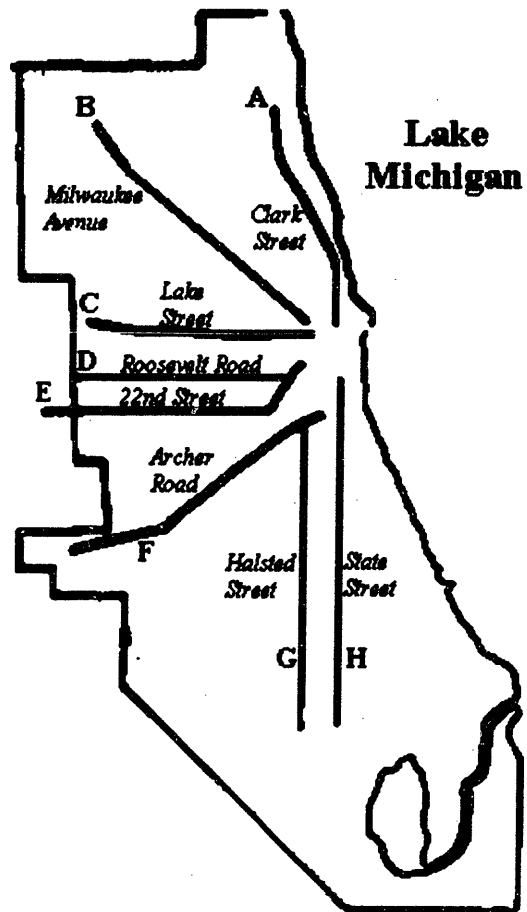 A
B
Lake
Michigan
Milwaukee
Avenue
Clark
Street
C
Lake
Street
D
Roosevelt Road
E
22nd Street
Archer
Road
F
Halsted
Street
State
Street
G
H